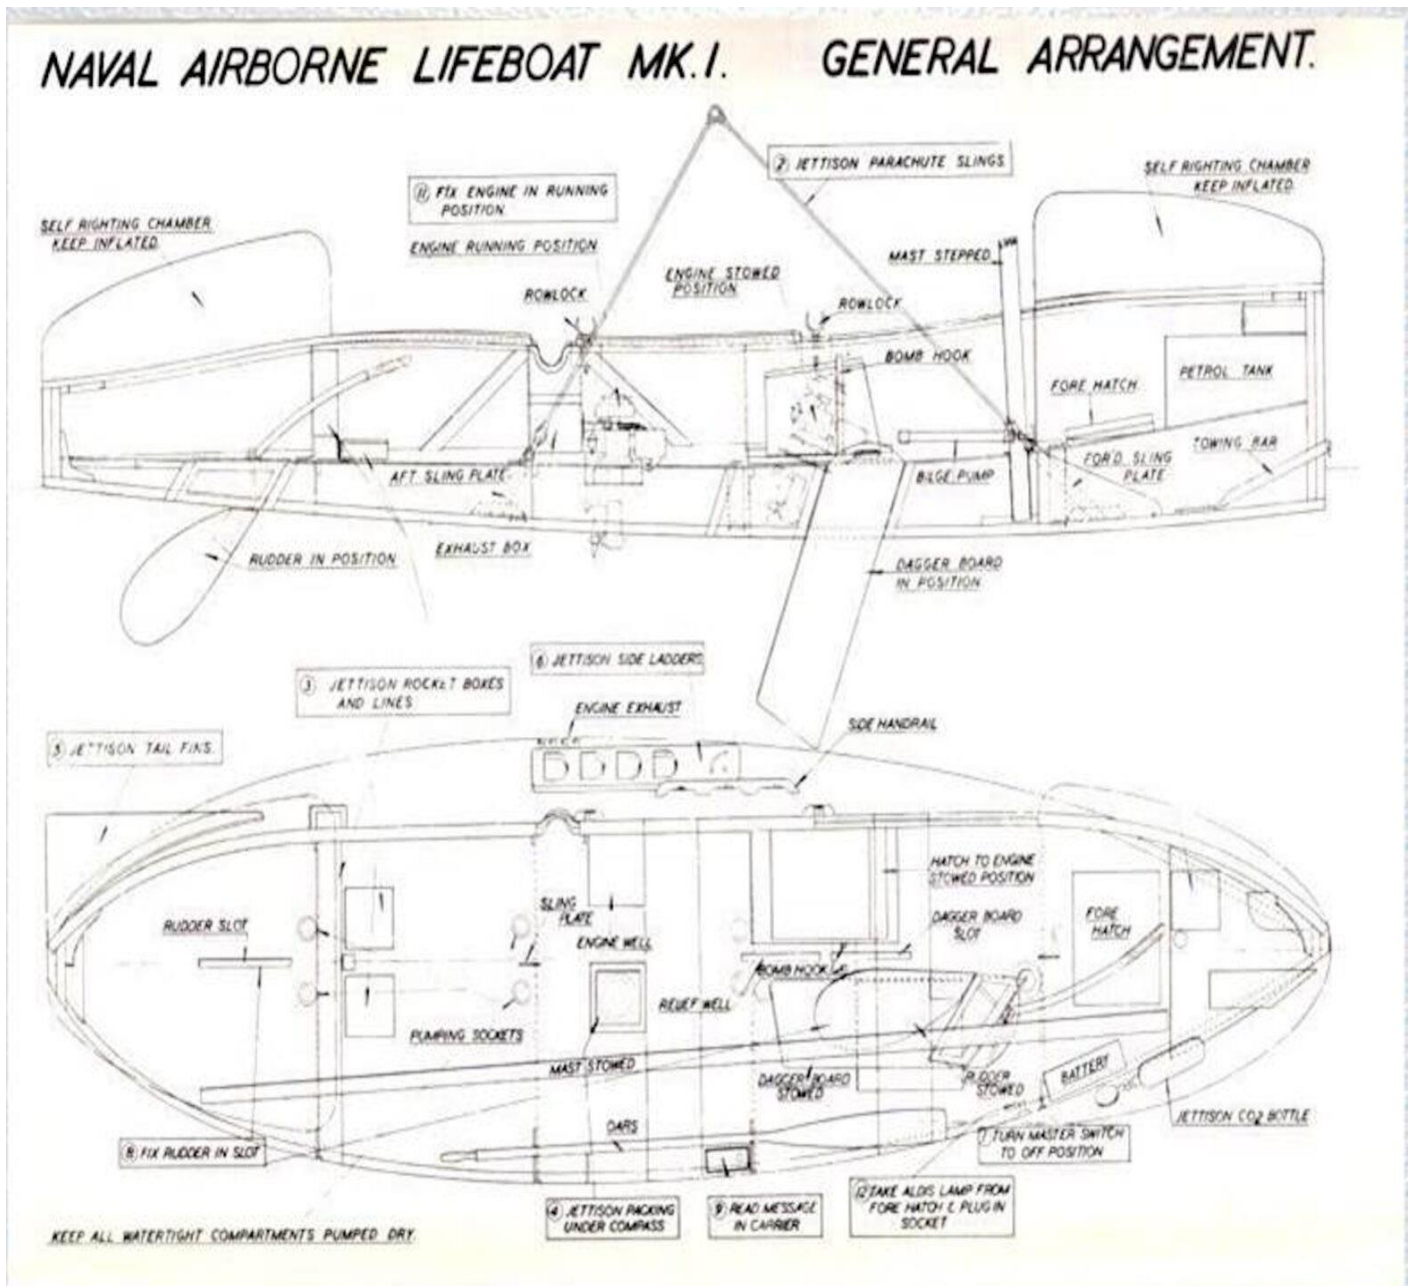 NAVAL AIRBORNE LIFEBOAT MK.I. GENERAL ARRANGEMENT.
② JETTISON PARACHUTE SLINGS
SELF RIGHTING CHAMBER
KEEP INFLATED.
⑪ FIX ENGINE IN RUNNING
POSITION
SELF RIGHTING CHAMBER
KEEP INFLATED
ENGINE RUNNING POSITION
MAST STEPPED
ENGINE STOWED
POSITION
ROWLOCK
ROWLOCK
BOMB HOOK
PETROL TANK
FORE HATCH
TOWING BAR
FOR'D. SLING
PLATE
AFT SLING PLATE
BILGE PUMP
EXHAUST BOX
RUDDER IN POSITION
DAGGER BOARD
IN POSITION
⑥ JETTISON SIDE LADDERS
③ JETTISON ROCKET BOXES
AND LINES
ENGINE EXHAUST
SIDE HANDRAIL
⑤ JETTISON TAIL FINS.
HATCH TO ENGINE
STOWED POSITION
SLING
PLATE
DAGGER BOARD
SLOT
FORE
HATCH
RUDDER SLOT
ENGINE WELL
BOMB HOOK
RELIEF WELL
PUMPING SOCKETS
MAST STOWED
BATTERY
DAGGER BOARD
STOWED
RUDDER
STOWED
JETTISON CO2 BOTTLE
OARS
⑦ TURN MASTER SWITCH
TO OFF POSITION
⑧ FIX RUDDER IN SLOT
⑫ TAKE ALDIS LAMP FROM
FORE HATCH & PLUG IN
SOCKET
④ JETTISON PACKING
UNDER COMPASS
⑨ READ MESSAGE
IN CARRIER
KEEP ALL WATERTIGHT COMPARTMENTS PUMPED DRY.